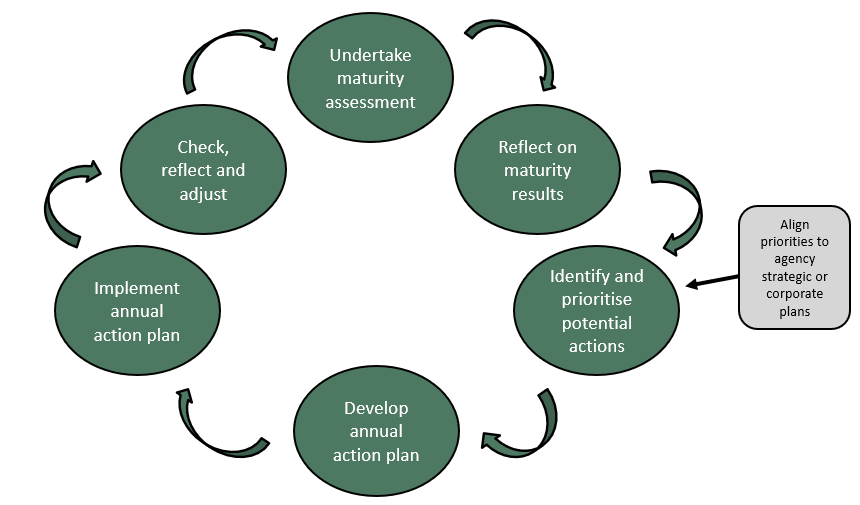 Undertake
maturity
assessment
Reflect on
maturity
results
Identify and
prioritise
potential
actions
Align
priorities to
agency
strategic or
corporate
plans
Develop
annual
action plan
Implement
annual
action plan
Check,
reflect and
adjust